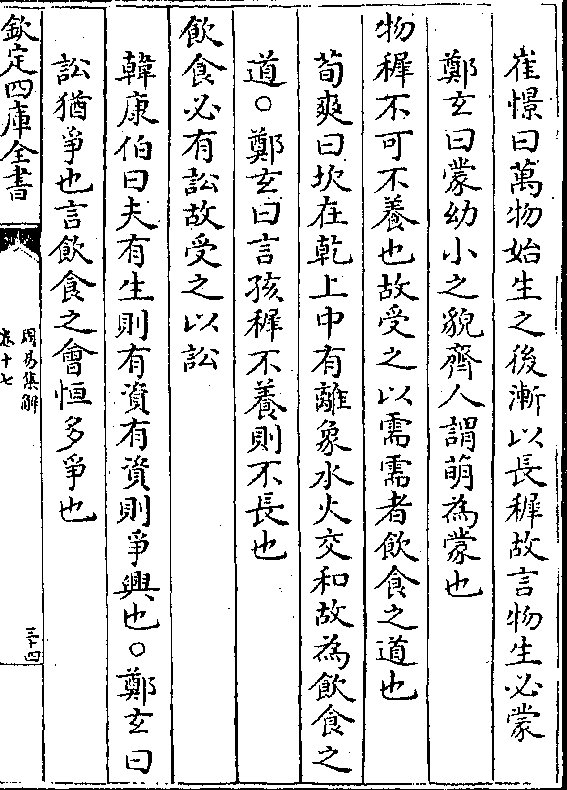 崔憬曰萬物始生之後漸以長穉故言物生必蒙
鄭玄曰蒙幼小之貌齊人謂萌為蒙也
物穉不可不養也故受之以需需者飲食之道也
荀爽曰坎在乾上中有離象水火交和故為飲食之
道○鄭玄曰言孩穉不養則不長也
飲食必有訟故受之以訟
韓康伯曰夫有生則有資有資則爭興也○鄭玄曰
訟猶爭也言飲食之會恒多爭也
欽定四庫全書
周易集解
卷十七
三十四